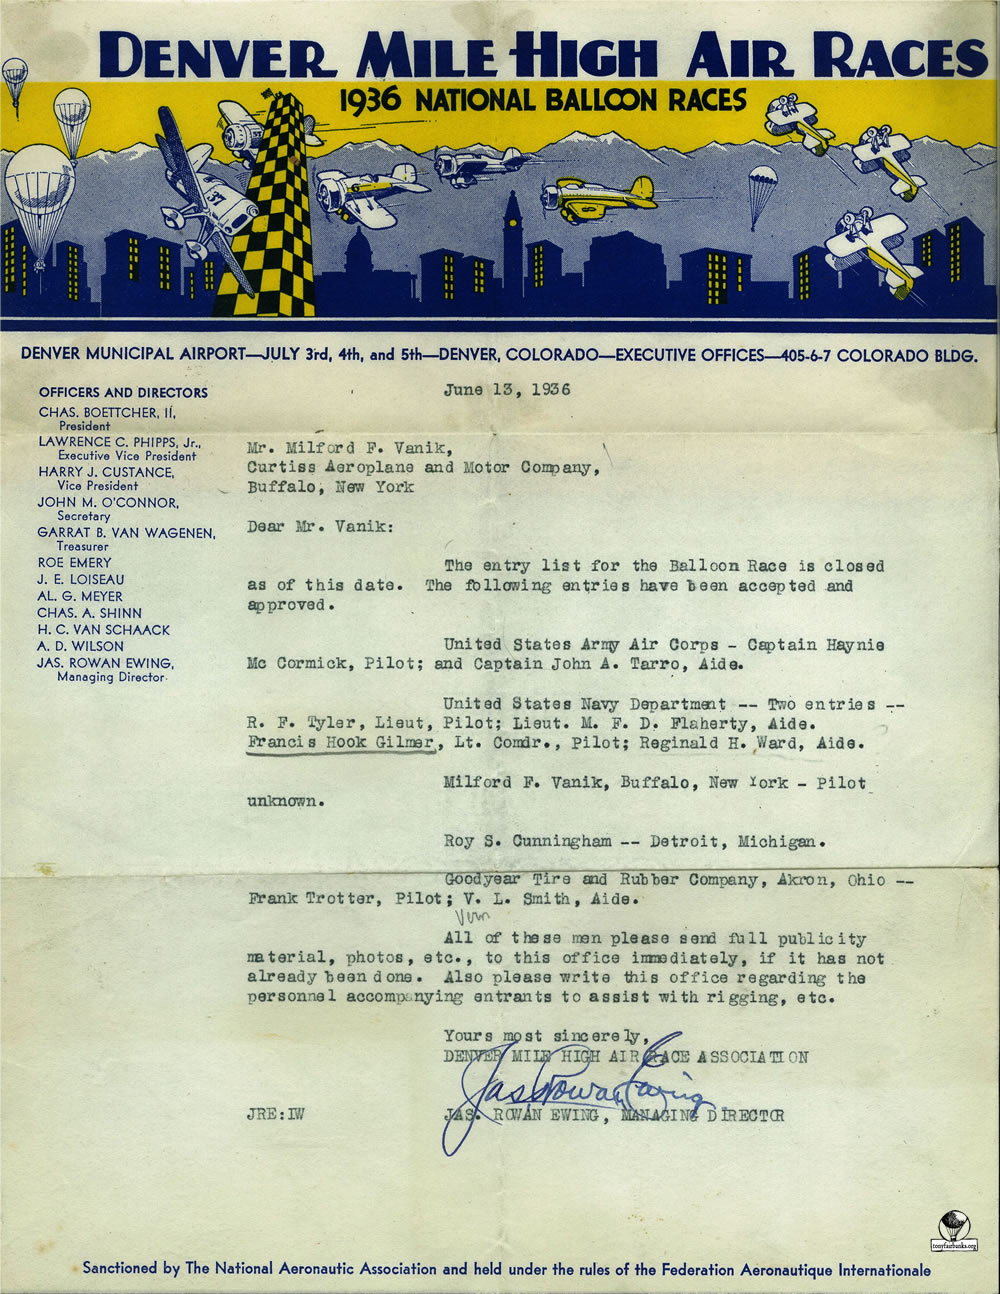 DENVER MILE HIGH AIR RACES
1936 NATIONAL BALLOON RACES
37
DENVER MUNICIPAL AIRPORT—JULY 3rd, 4th, and 5th—DENVER, COLORADO—EXECUTIVE OFFICES—405-6-7 COLORADO BLDG.
OFFICERS AND DIRECTORS
CHAS. BOETTCHER, II,
President
LAWRENCE C. PHIPPS, Jr.,
Executive Vice President
HARRY J. CUSTANCE,
Vice President
JOHN M. O'CONNOR,
Secretary
GARRAT B. VAN WAGENEN,
Treasurer
ROE EMERY
J. E. LOISEAU
AL. G. MEYER
CHAS. A. SHINN
H. C. VAN SCHAACK
A. D. WILSON
JAS. ROWAN EWING,
Managing Director
June 13, 1936
Mr. Milford F. Vanik,
Curtiss Aeroplane and Motor Company,
Buffalo, New York
Dear Mr. Vanik:
The entry list for the Balloon Race is closed
as of this date. The following entries have been accepted and
approved.
United States Army Air Corps - Captain Haynie
Mc Cormick, Pilot; and Captain John A. Tarro, Aide.
United States Navy Department -- Two entries --
R. F. Tyler, Lieut, Pilot; Lieut. M. F. D. Flaherty, Aide.
Francis Hook Gilmer, Lt. Comdr., Pilot; Reginald H. Ward, Aide.
Milford F. Vanik, Buffalo, New York - Pilot
unknown.
Roy S. Cunningham -- Detroit, Michigan.
Goodyear Tire and Rubber Company, Akron, Ohio --
Frank Trotter, Pilot; V. L. Smith, Aide.
Vern
All of these men please send full publicity
material, photos, etc., to this office immediately, if it has not
already been done. Also please write this office regarding the
personnel accompanying entrants to assist with rigging, etc.
Yours most sincerely,
DENVER MILE HIGH AIR RACE ASSOCIATION
Jas Rowan Ewing
JRE:IW JAS. ROWAN EWING, MANAGING DIRECTOR
tonyfairbanks.org
Sanctioned by The National Aeronautic Association and held under the rules of the Federation Aeronautique Internationale